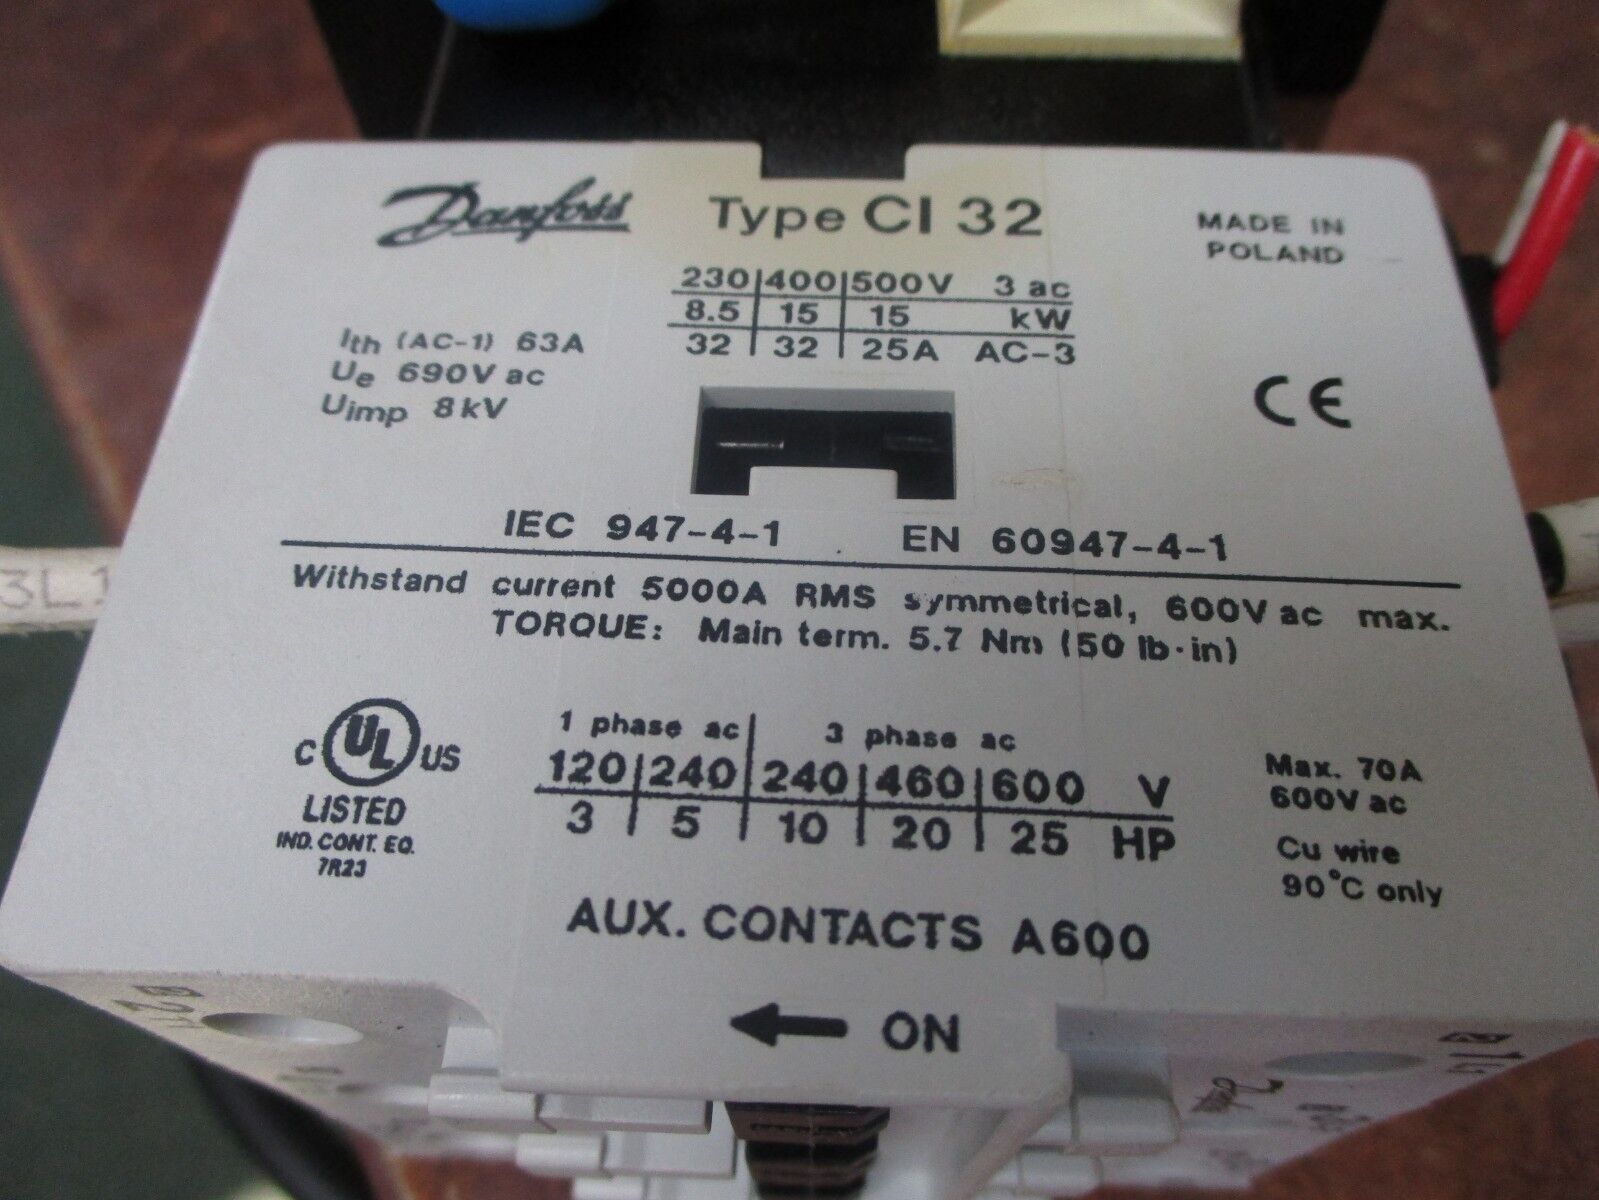 Danfoss Type CI 32 MADE IN POLAND
230 400 500V 3 ac
8.5 15 15 kW
32 32 25A AC-3
Ith (AC-1) 63A
Ue 690V ac
Uimp 8kV
CE
IEC 947-4-1 EN 60947-4-1
Withstand current 5000A RMS symmetrical, 600V ac max.
TORQUE: Main term. 5.7 Nm (50 lb·in)
3L1
C UL US
LISTED
IND. CONT. EQ.
7R23
1 phase ac 3 phase ac
120 240 240 460 600 V
3 5 10 20 25 HP
Max. 70A
600V ac
Cu wire
90°C only
AUX. CONTACTS A600
← ON